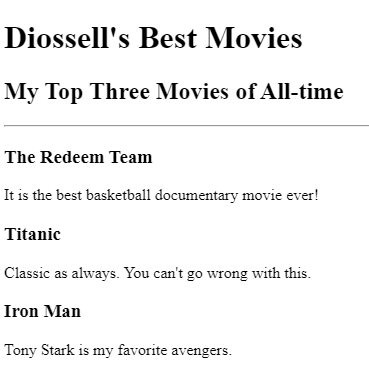 Diossell's Best Movies
My Top Three Movies of All-time
The Redeem Team
It is the best basketball documentary movie ever!
Titanic
Classic as always. You can't go wrong with this.
Iron Man
Tony Stark is my favorite avengers.